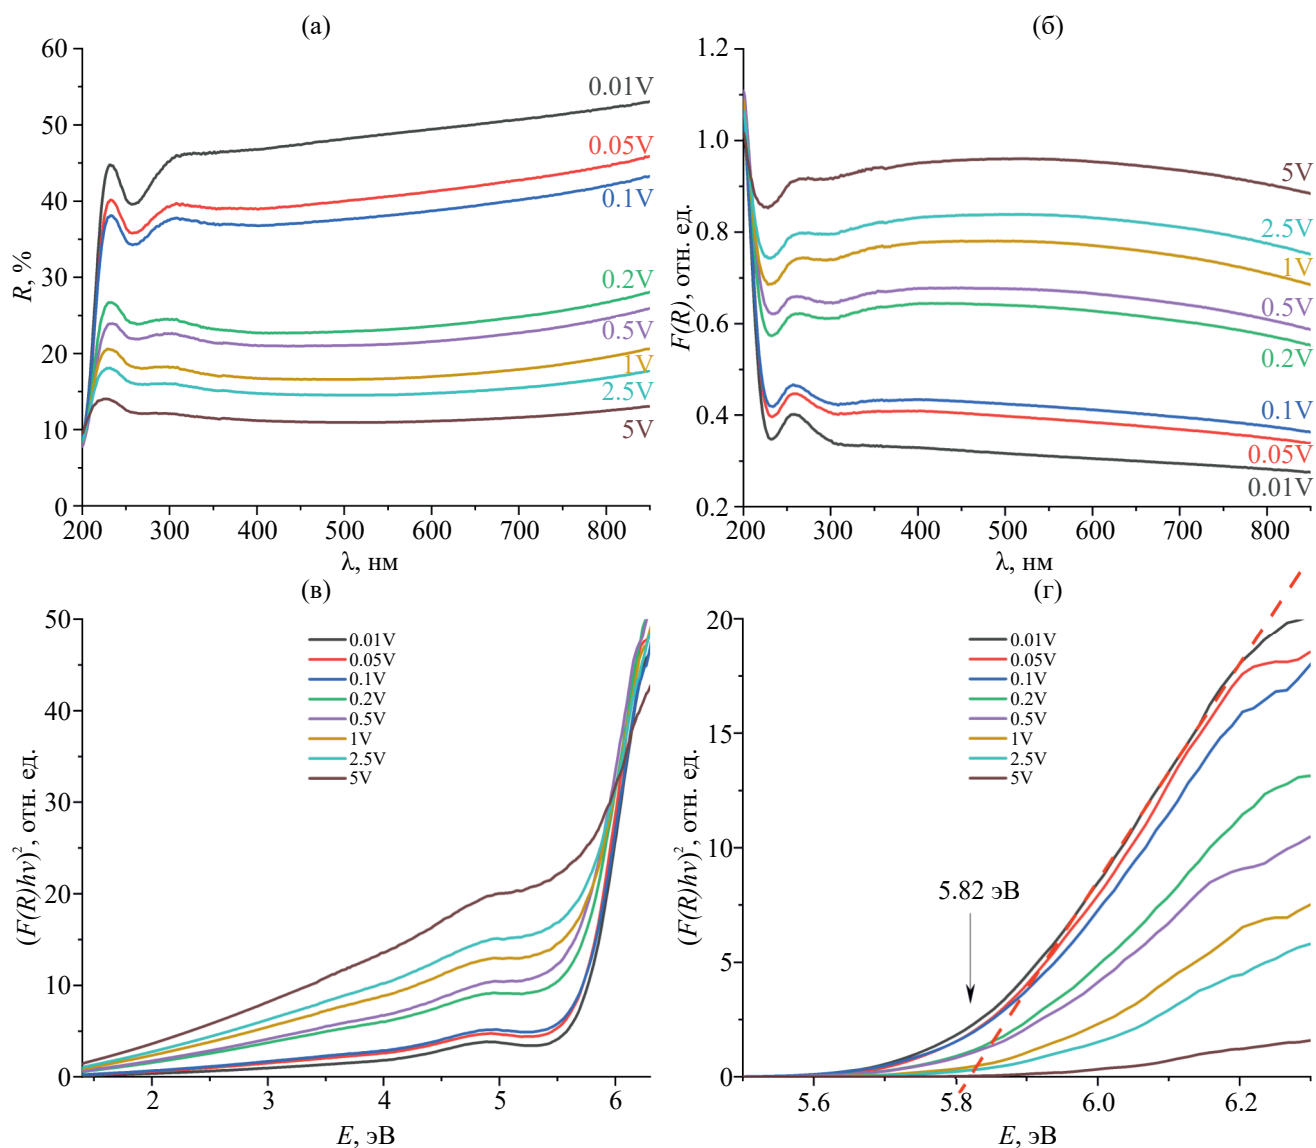 (а)
60
50
40
30
20
10
0
R, %
0.01V
0.05V
0.1V
0.2V
0.5V
1V
2.5V
5V
200 300 400 500 600 700 800
λ, нм
(б)
1.2
1.0
0.8
0.6
0.4
0.2
F(R), отн. ед.
5V
2.5V
1V
0.5V
0.2V
0.1V
0.05V
0.01V
200 300 400 500 600 700 800
λ, нм
(в)
50
40
30
20
10
0
(F(R)hν)², отн. ед.
0.01V
0.05V
0.1V
0.2V
0.5V
1V
2.5V
5V
2 3 4 5 6
E, эВ
(г)
20
15
10
5
0
(F(R)hν)², отн. ед.
0.01V
0.05V
0.1V
0.2V
0.5V
1V
2.5V
5V
5.82 эВ
5.6 5.8 6.0 6.2
E, эВ